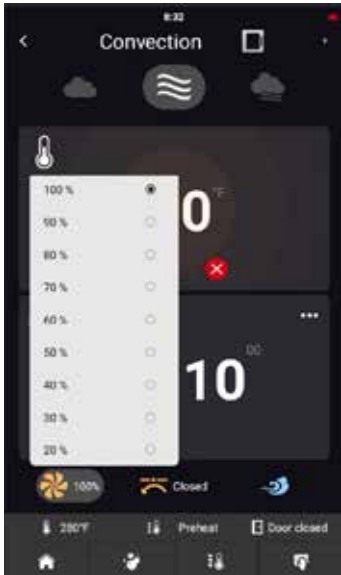 8:32
Convection
100 %
90 %
80 %
70 %
60 %
50 %
40 %
30 %
20 %
0 °F
10 00
100% Closed
280°F Preheat Door closed